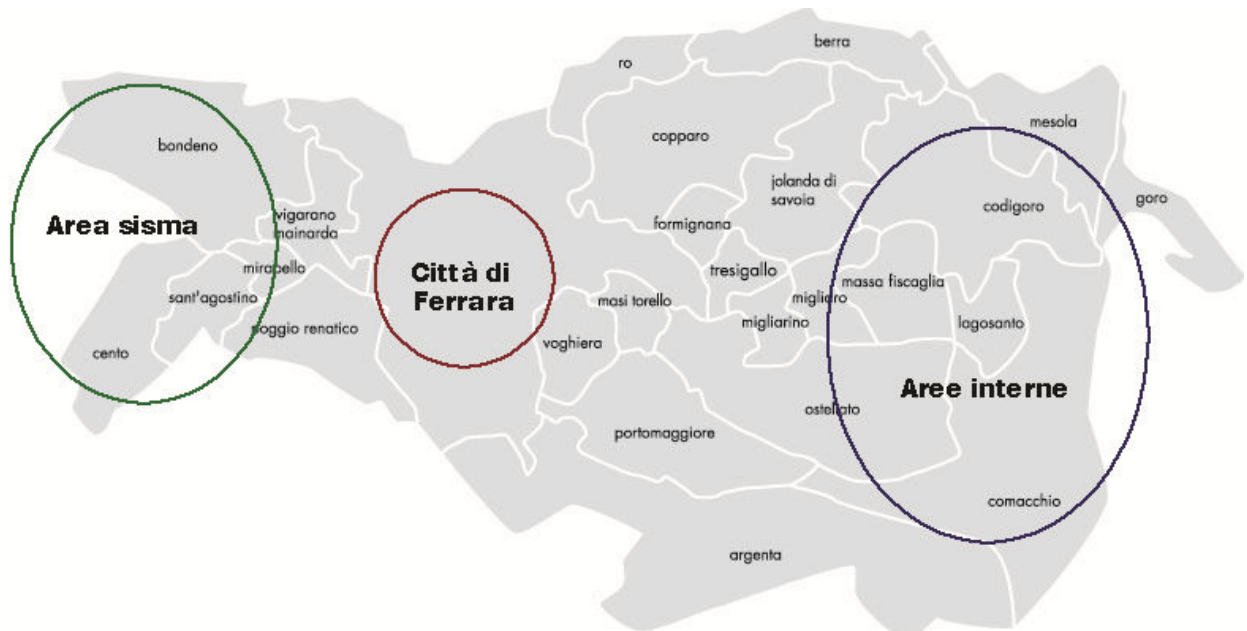 berra
ro
mesola
copparo
bondeno
jolanda di
savoia
goro
codigoro
vigarano
mainarda
formignana
Area sisma
mirabello
tresigallo
Città di
Ferrara
massa fiscaglia
sant'agostino
migliaro
masi torello
migliarino
lagosanto
poggio renatico
voghiera
cento
Aree interne
ostellato
portomaggiore
comacchio
argenta